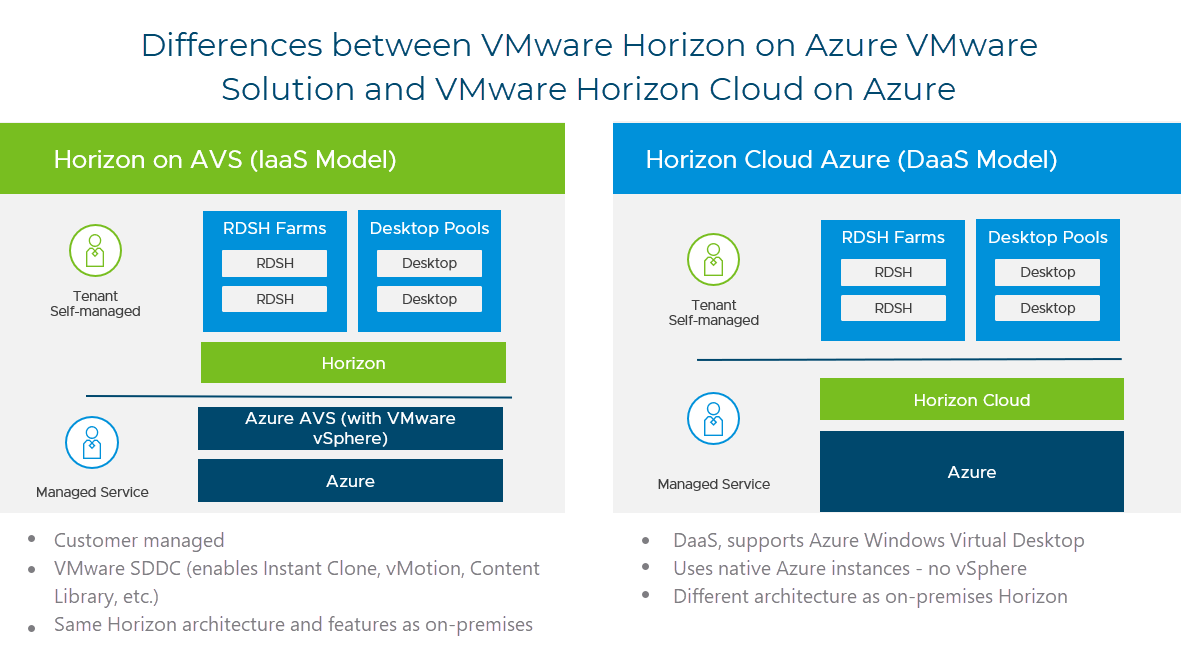 Differences between VMware Horizon on Azure VMware
Solution and VMware Horizon Cloud on Azure
Horizon on AVS (IaaS Model)
RDSH Farms
RDSH
RDSH
Desktop Pools
Desktop
Desktop
Tenant
Self-managed
Horizon
Azure AVS (with VMware
vSphere)
Azure
Managed Service
• Customer managed
• VMware SDDC (enables Instant Clone, vMotion, Content
Library, etc.)
• Same Horizon architecture and features as on-premises
Horizon Cloud Azure (DaaS Model)
RDSH Farms
RDSH
RDSH
Desktop Pools
Desktop
Desktop
Tenant
Self-managed
Horizon Cloud
Azure
Managed Service
• DaaS, supports Azure Windows Virtual Desktop
• Uses native Azure instances - no vSphere
• Different architecture as on-premises Horizon